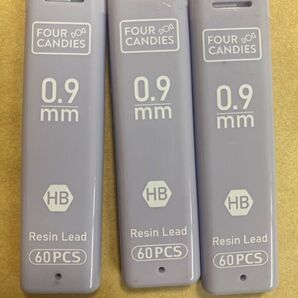 FOUR
CANDIES
0.9
mm
HB
Resin Lead
60PCS
FOUR
CANDIES
0.9
mm
HB
Resin Lead
60PCS
FOUR
CANDIES
0.9
mm
HB
Resin Lead
60PCS